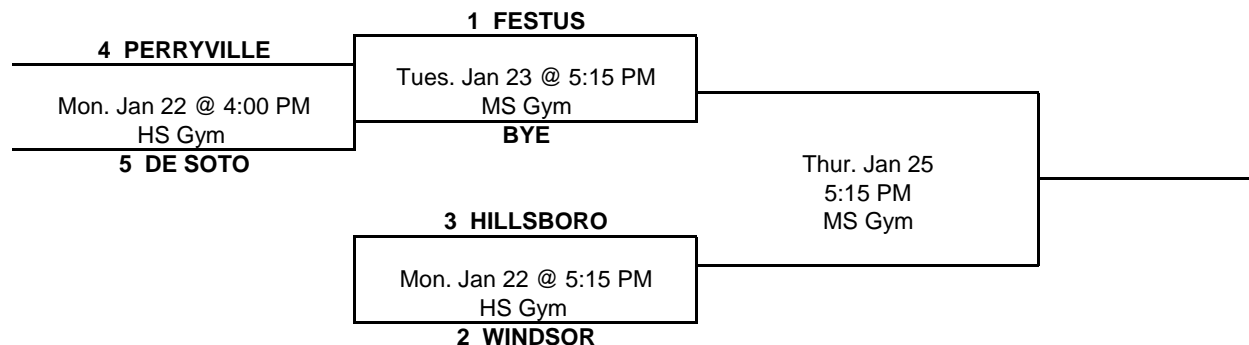 1 FESTUS
4 PERRYVILLE
Tues. Jan 23 @ 5:15 PM
MS Gym
Mon. Jan 22 @ 4:00 PM
HS Gym
BYE
5 DE SOTO
Thur. Jan 25
5:15 PM
MS Gym
3 HILLSBORO
Mon. Jan 22 @ 5:15 PM
HS Gym
2 WINDSOR